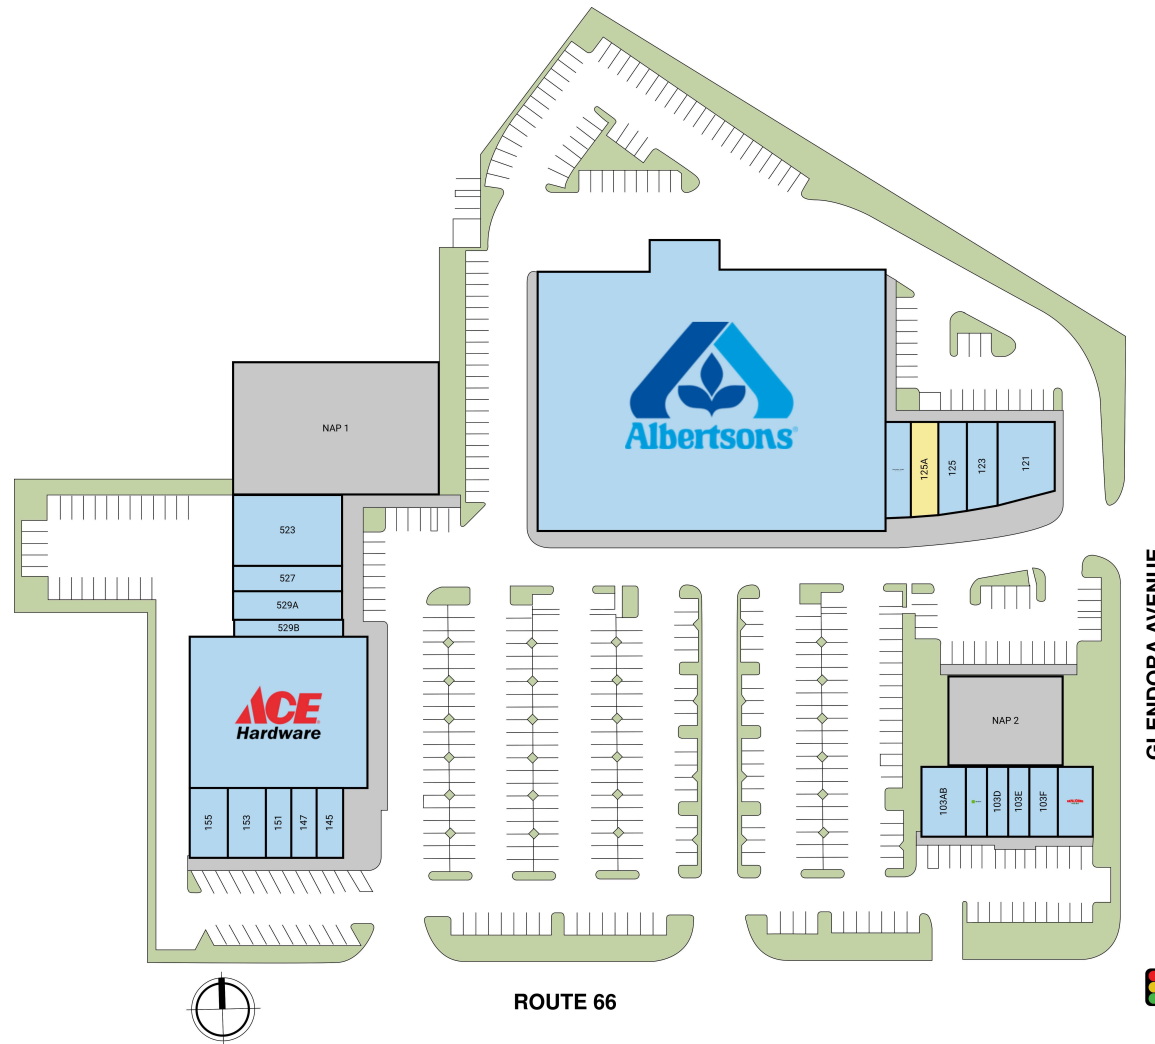 Albertsons
NAP 1
125A
125
123
121
523
527
529A
529B
ACE
Hardware
NAP 2
GLENDORA AVENUE
103AB
103D
103E
103F
155
153
151
147
145
ROUTE 66